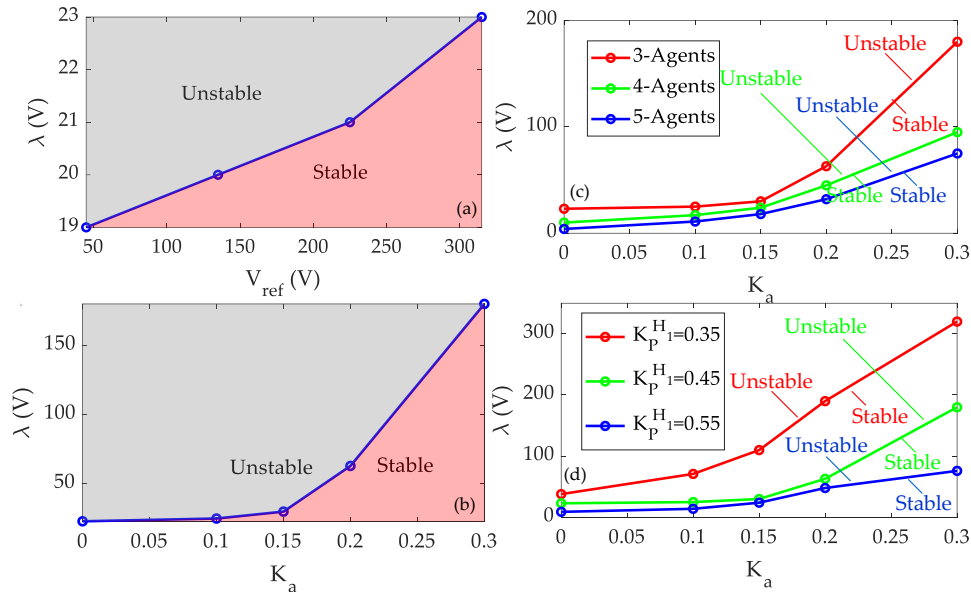 23
22
21
20
19
λ (V)
Unstable
Stable
(a)
50
100
150
200
250
300
V_ref (V)
200
100
0
λ (V)
3-Agents
4-Agents
5-Agents
Unstable
Unstable
Unstable
Stable
Stable
Stable
(c)
0
0.05
0.1
0.15
0.2
0.25
0.3
K_a
150
100
50
λ (V)
Unstable
Stable
(b)
0
0.05
0.1
0.15
0.2
0.25
0.3
K_a
300
200
100
0
λ (V)
K_P^H_1=0.35
K_P^H_1=0.45
K_P^H_1=0.55
Unstable
Unstable
Stable
Unstable
Stable
Stable
(d)
0
0.05
0.1
0.15
0.2
0.25
0.3
K_a